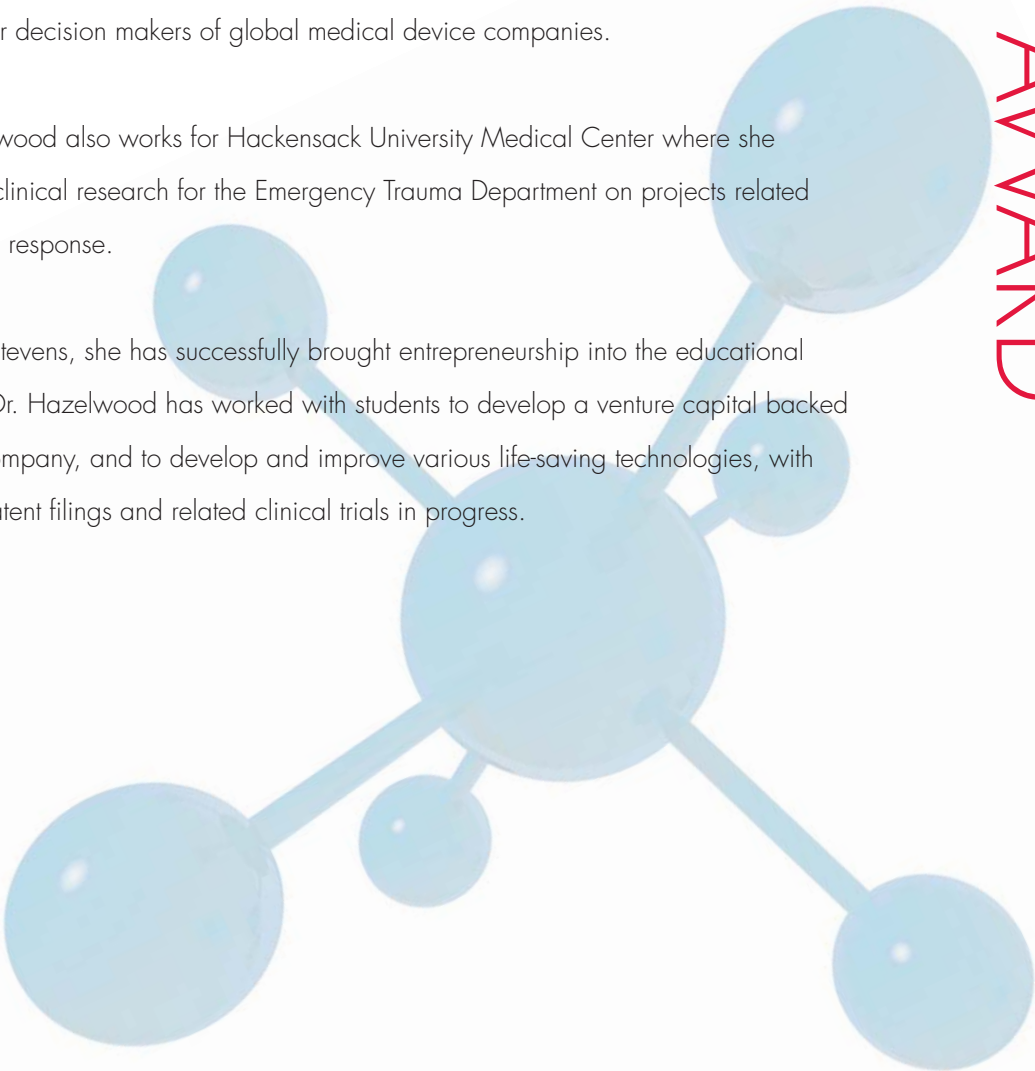 r decision makers of global medical device companies.
wood also works for Hackensack University Medical Center where she
clinical research for the Emergency Trauma Department on projects related
response.
tevens, she has successfully brought entrepreneurship into the educational
Dr. Hazelwood has worked with students to develop a venture capital backed
ompany, and to develop and improve various life-saving technologies, with
tent filings and related clinical trials in progress.
AWARD